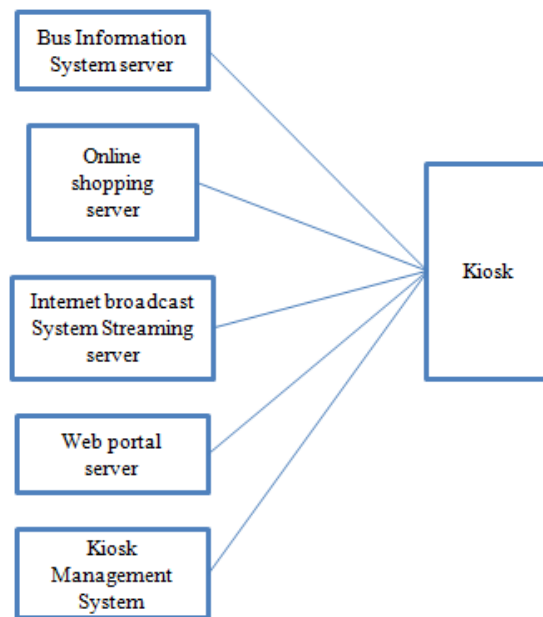 Bus Information
System server
Online
shopping
server
Internet broadcast
System Streaming
server
Web portal
server
Kiosk
Management
System
Kiosk